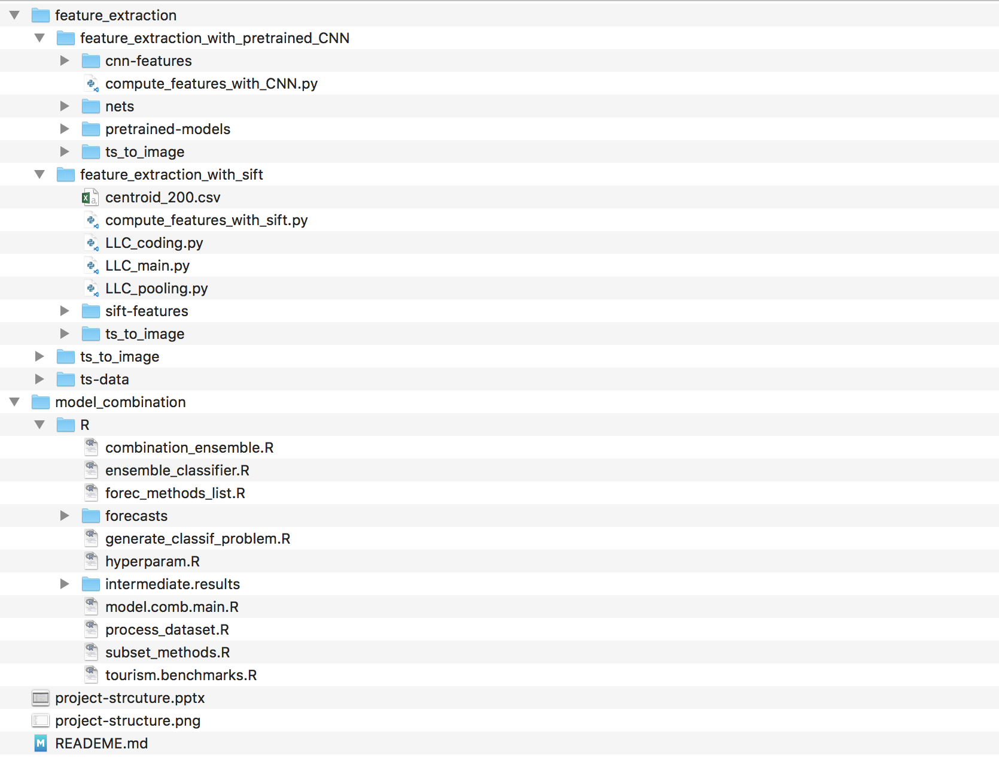 feature_extraction
feature_extraction_with_pretrained_CNN
cnn-features
compute_features_with_CNN.py
nets
pretrained-models
ts_to_image
feature_extraction_with_sift
centroid_200.csv
compute_features_with_sift.py
LLC_coding.py
LLC_main.py
LLC_pooling.py
sift-features
ts_to_image
ts_to_image
ts-data
model_combination
R
combination_ensemble.R
ensemble_classifier.R
forec_methods_list.R
forecasts
generate_classif_problem.R
hyperparam.R
intermediate.results
model.comb.main.R
process_dataset.R
subset_methods.R
tourism.benchmarks.R
project-strcuture.pptx
project-structure.png
READEME.md